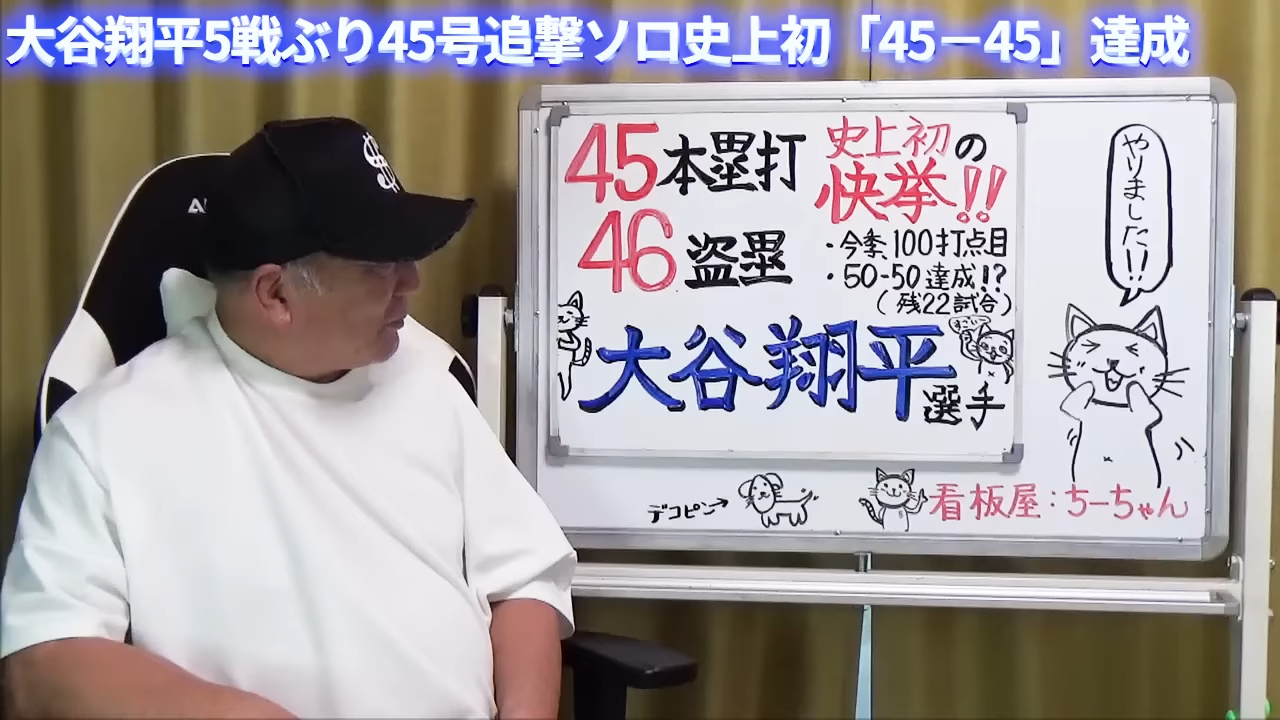 大谷翔平5戦ぶり45号追撃ソロ史上初「45－45」達成
45本塁打
46盗塁
史上初の
快挙!!
・今季、100打点目
・50-50達成!?
(残22試合)
大谷翔平選手
すごいっ
やりました!!
デコピン→
看板屋:ちーちゃん